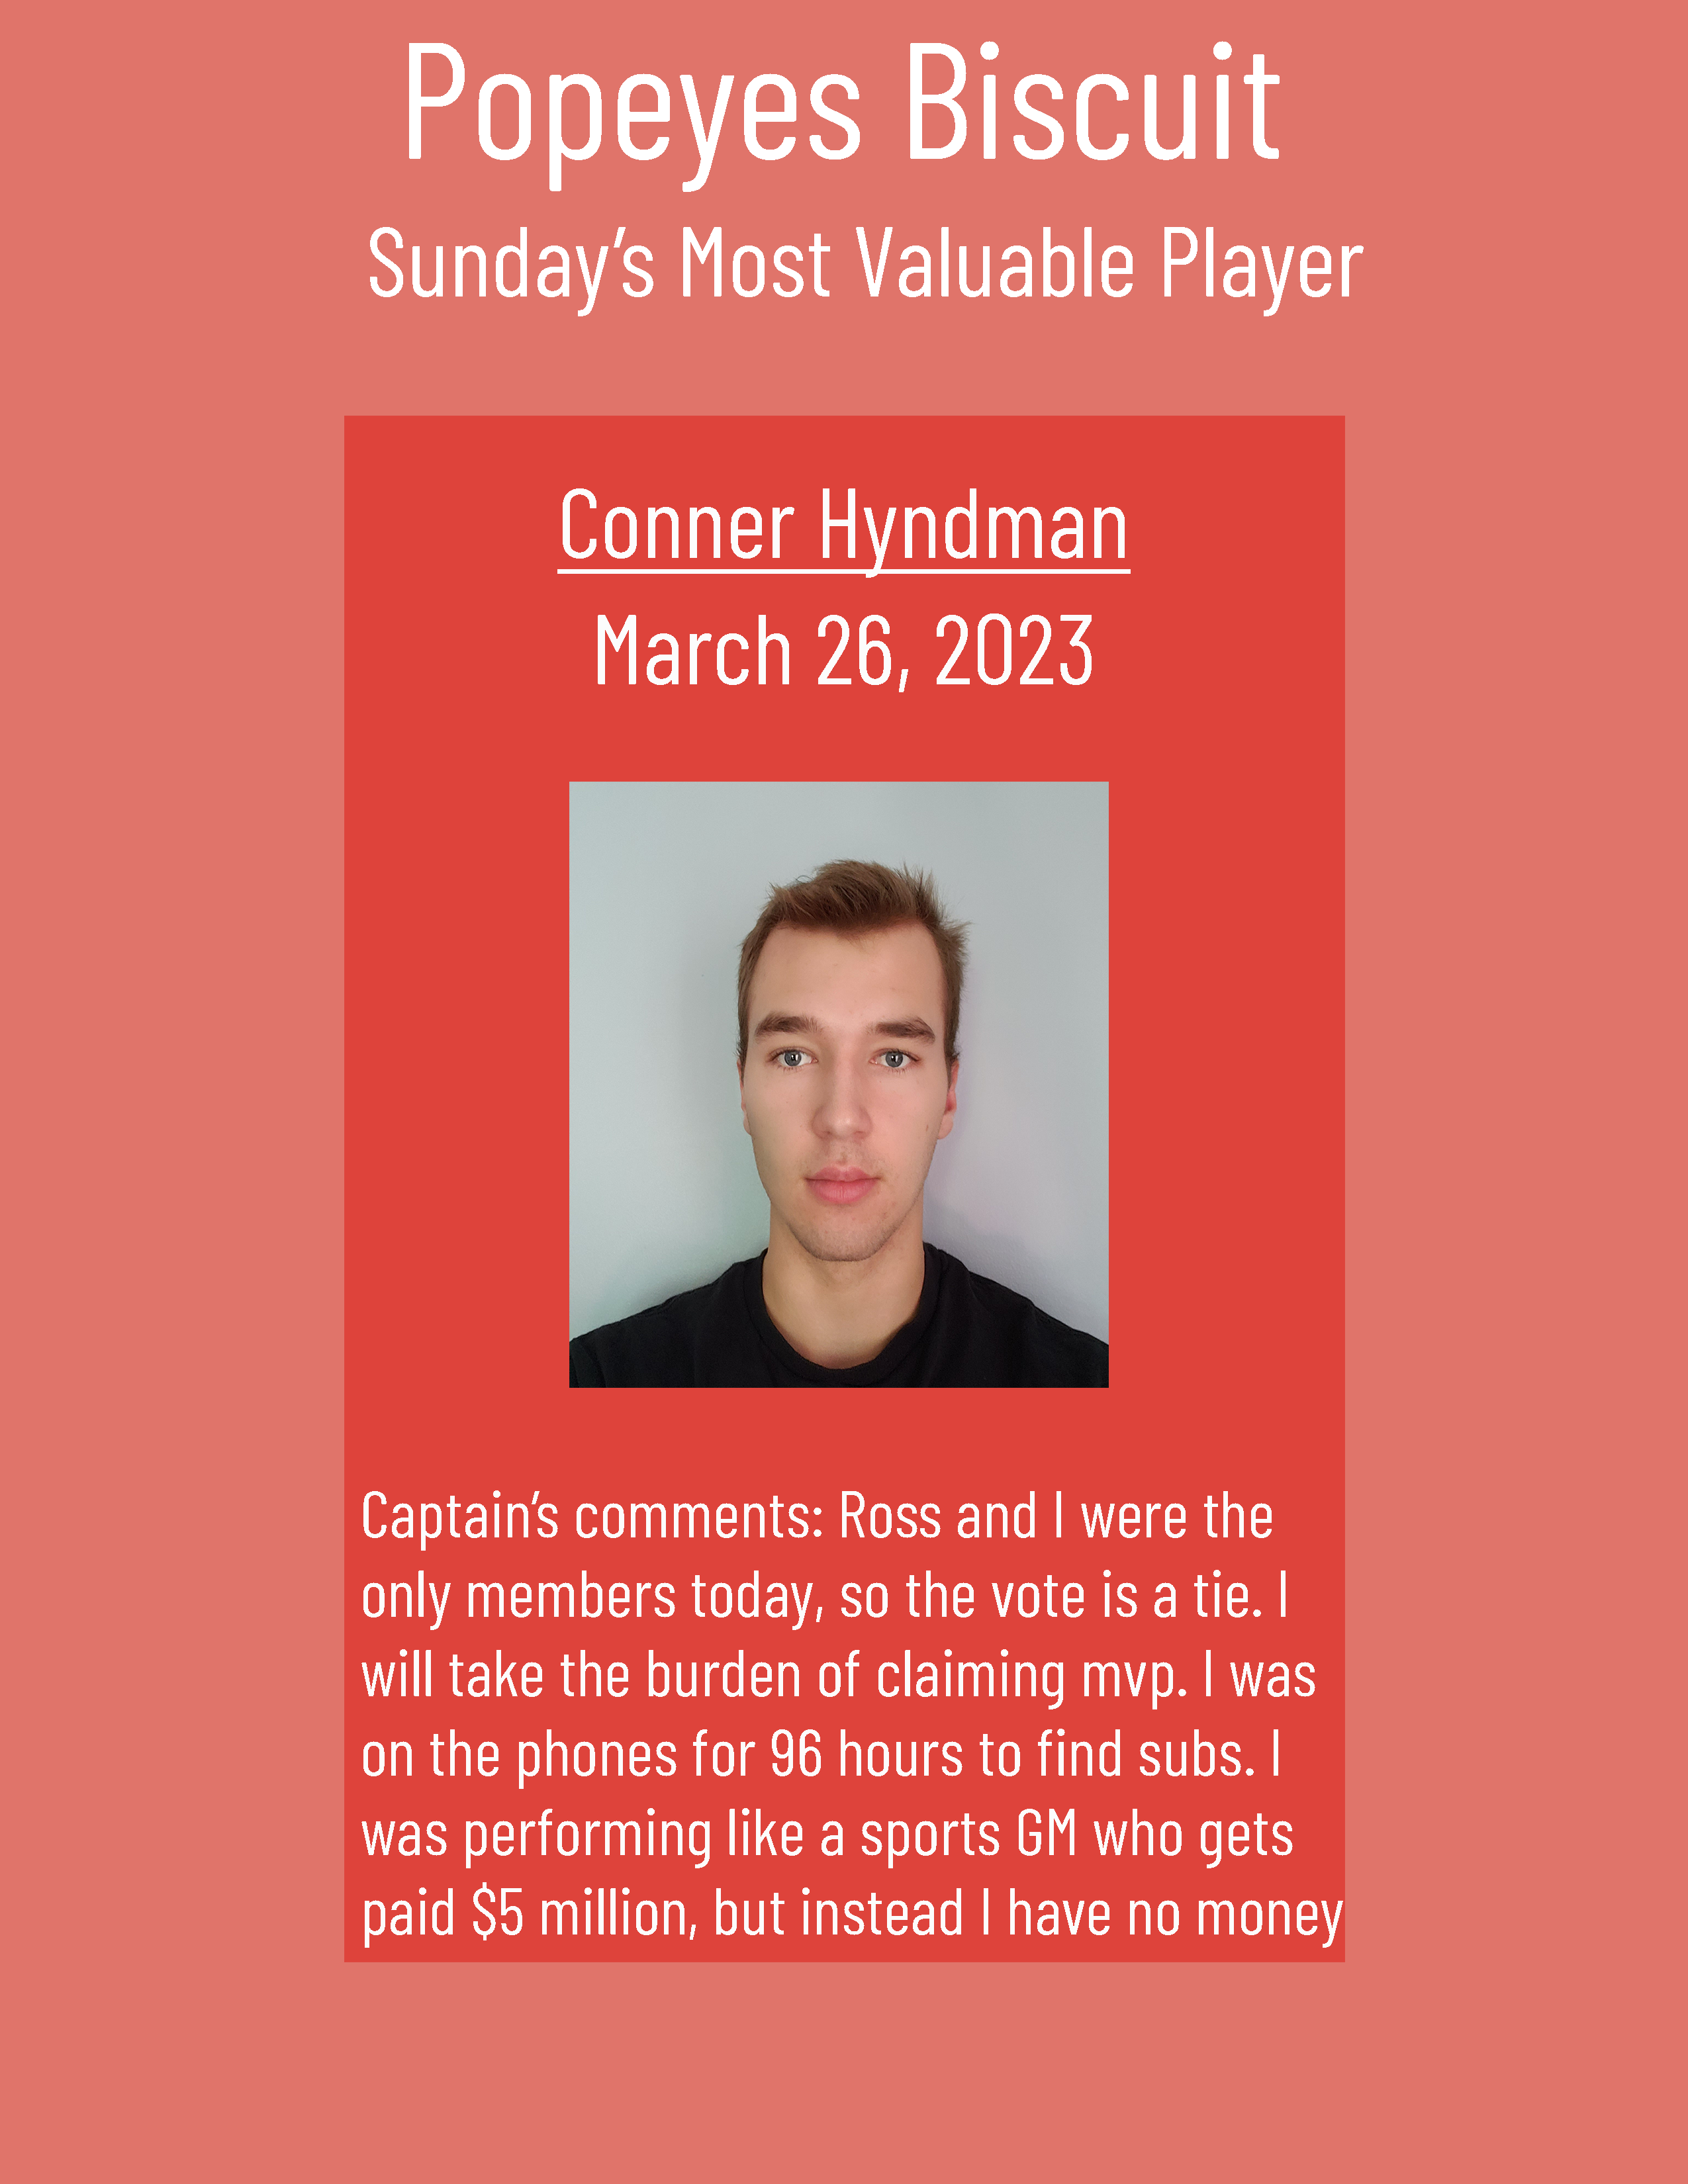 Popeyes Biscuit
Sunday’s Most Valuable Player
Conner Hyndman
March 26, 2023
Captain’s comments: Ross and I were the
only members today, so the vote is a tie. I
will take the burden of claiming mvp. I was
on the phones for 96 hours to find subs. I
was performing like a sports GM who gets
paid $5 million, but instead I have no money